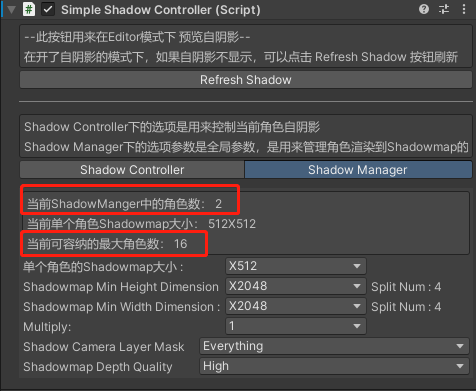 Simple Shadow Controller (Script)
--此按钮用来在Editor模式下 预览自阴影--
在开了自阴影的模式下，如果自阴影不显示，可以点击 Refresh Shadow 按钮刷新
Refresh Shadow
Shadow Controller下的选项是用来控制当前角色自阴影
Shadow Manager下的选项参数是全局参数，是用来管理角色渲染到Shadowmap的
Shadow Controller Shadow Manager
当前ShadowManger中的角色数： 2
当前单个角色Shadowmap大小： 512X512
当前可容纳的最大角色数： 16
单个角色的Shadowmap大小 : X512
Shadowmap Min Height Dimension X2048 Split Num : 4
Shadowmap Min Width Dimension : X2048 Split Num : 4
Multiply: 1
Shadow Camera Layer Mask Everything
Shadowmap Depth Quality High